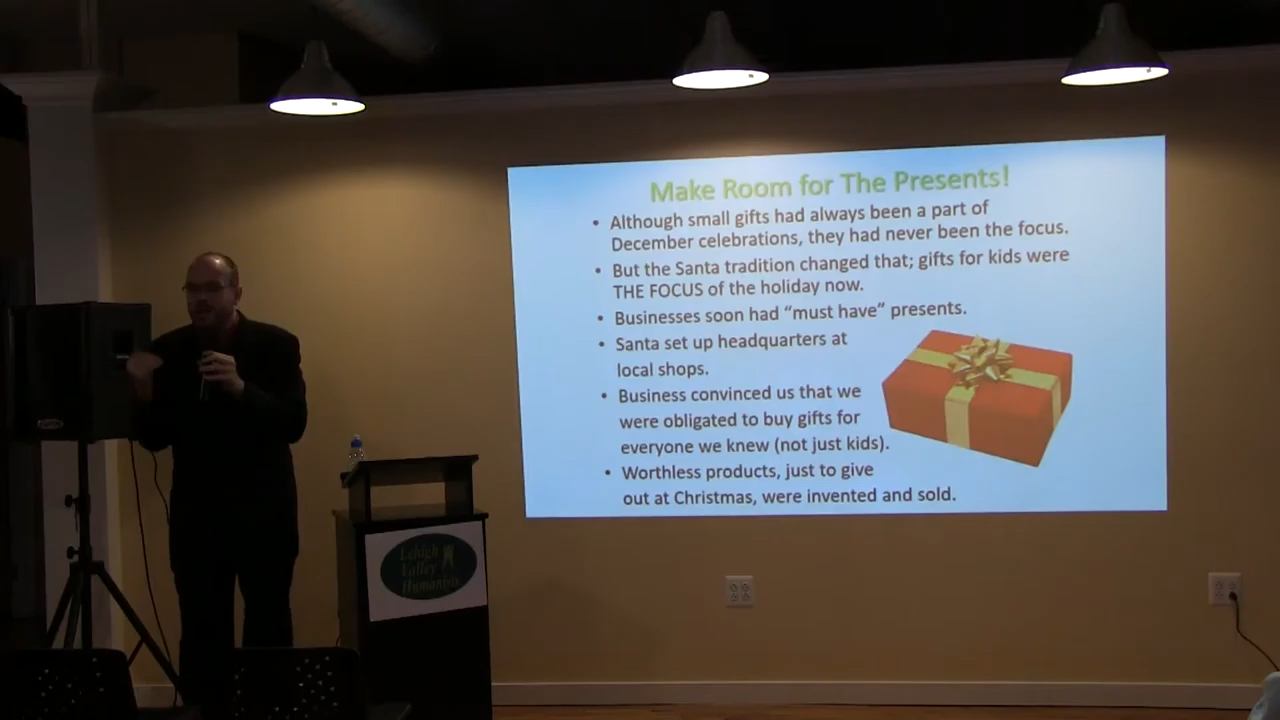 Make Room for The Presents!
• Although small gifts had always been a part of
December celebrations, they had never been the focus.
• But the Santa tradition changed that; gifts for kids were
THE FOCUS of the holiday now.
• Businesses soon had “must have” presents.
• Santa set up headquarters at
local shops.
• Business convinced us that we
were obligated to buy gifts for
everyone we knew (not just kids).
• Worthless products, just to give
out at Christmas, were invented and sold.
Lehigh
Valley
Humanists